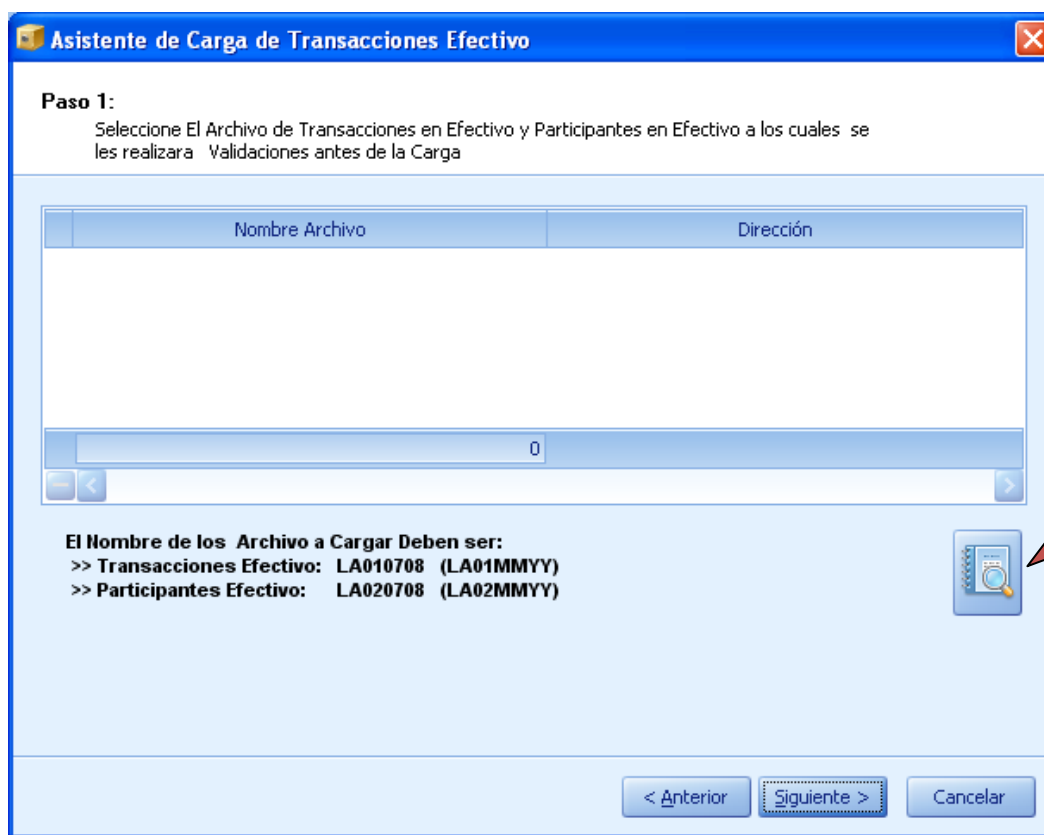 Asistente de Carga de Transacciones Efectivo
Paso 1:
Seleccione El Archivo de Transacciones en Efectivo y Participantes en Efectivo a los cuales se
les realizara Validaciones antes de la Carga
Nombre Archivo Dirección
0
El Nombre de los Archivo a Cargar Deben ser:
>> Transacciones Efectivo: LA010708 (LA01MMYY)
>> Participantes Efectivo: LA020708 (LA02MMYY)
< Anterior Siguiente > Cancelar